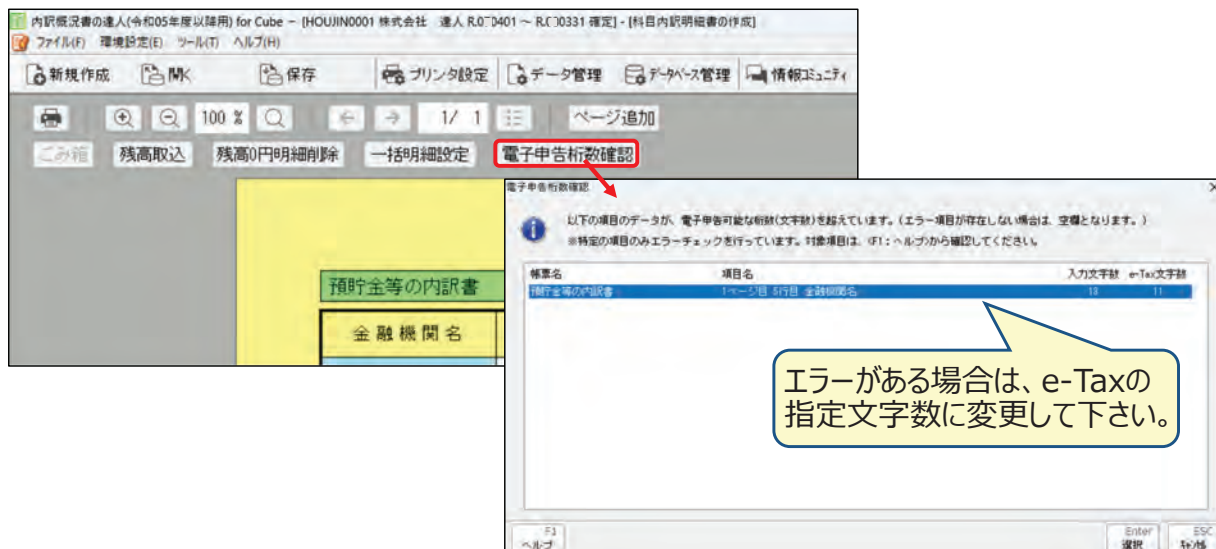 内訳概況書の達人(令和05年度以降用) for Cube - [HOUJIN0001 株式会社 達人 R.0 0401 ~ R.0 0331 確定] - [科目内訳明細書の作成]
ファイル(F) 環境設定(E) ツール(T) ヘルプ(H)
新規作成 開く 保存 プリンタ設定 データ管理 データベース管理 情報コミュニティ
100 % 1/ 1 ページ追加
ごみ箱 残高取込 残高0円明細削除 一括明細設定 電子申告桁数確認
電子申告桁数確認
以下の項目のデータが、電子申告可能な桁数(文字数)を超えています。(エラー項目が存在しない場合は、空欄となります。)
※特定の項目のみエラーチェックを行っています。対象項目は、(F1:ヘルプ)から確認してください。
帳票名 項目名 入力文字数 e-Tax文字数
預貯金等の内訳書 1ページ目 5行目 金融機関名 13 11
預貯金等の内訳書
金融機関名
エラーがある場合は、e-Taxの
指定文字数に変更して下さい。
F1 Enter ESC
ヘルプ 選択 キャンセル